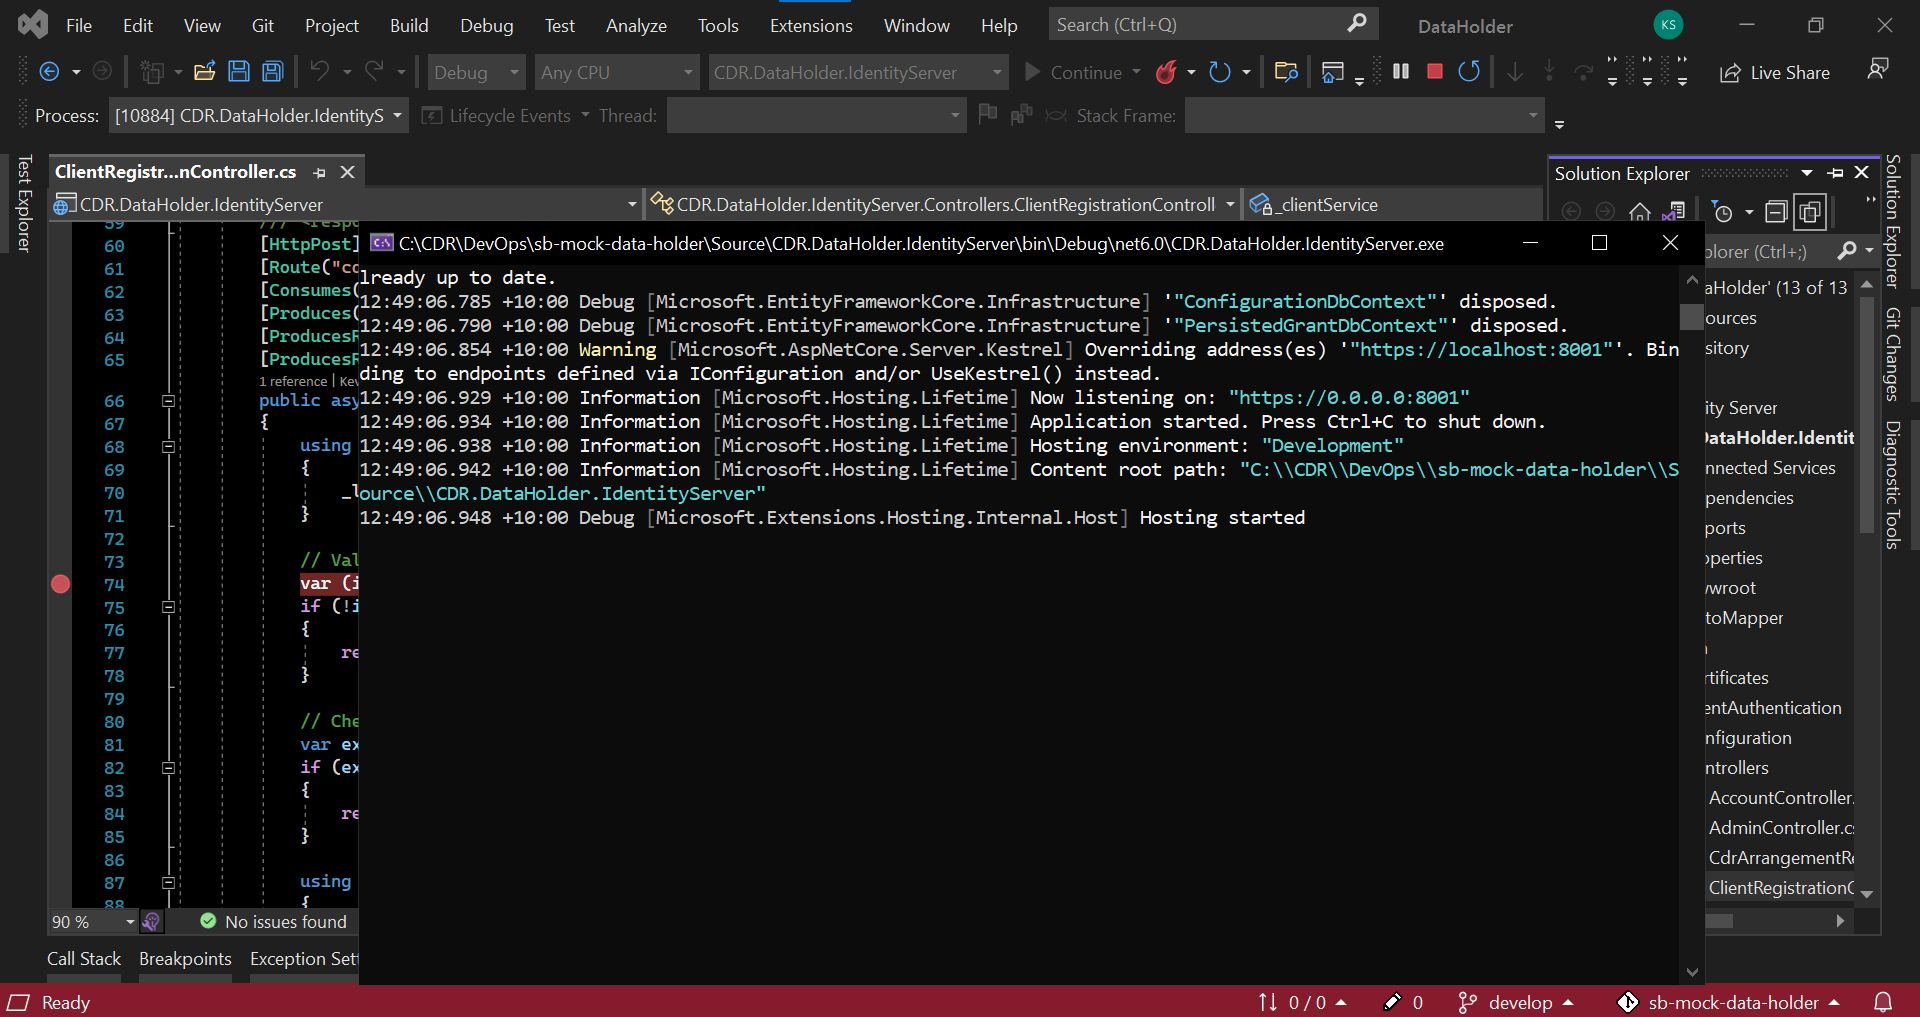 File Edit View Git Project Build Debug Test Analyze Tools Extensions Window Help Search (Ctrl+Q) DataHolder KS
Debug Any CPU CDR.DataHolder.IdentityServer Continue Live Share
Process: [10884] CDR.DataHolder.IdentityS Lifecycle Events Thread: Stack Frame:
Test Explorer
ClientRegistr...nController.cs
CDR.DataHolder.IdentityServer CDR.DataHolder.IdentityServer.Controllers.ClientRegistrationControll _clientService
59
60 [HttpPost]
61 [Route("co
62 [Consumes(
63 [Produces(
64 [ProducesR
65 [ProducesR
1 reference | Kev
66 public asy
67 {
68 using
69 {
70 _l
71 }
72
73 // Val
74 var (i
75 if (!i
76 {
77 re
78 }
79
80 // Che
81 var ex
82 if (ex
83 {
84 re
85 }
86
87 using
88 {
90 % No issues found
Call Stack Breakpoints Exception Set
C:\CDR\DevOps\sb-mock-data-holder\Source\CDR.DataHolder.IdentityServer\bin\Debug\net6.0\CDR.DataHolder.IdentityServer.exe
lready up to date.
12:49:06.785 +10:00 Debug [Microsoft.EntityFrameworkCore.Infrastructure] '"ConfigurationDbContext"' disposed.
12:49:06.790 +10:00 Debug [Microsoft.EntityFrameworkCore.Infrastructure] '"PersistedGrantDbContext"' disposed.
12:49:06.854 +10:00 Warning [Microsoft.AspNetCore.Server.Kestrel] Overriding address(es) '"https://localhost:8001"'. Bin
ding to endpoints defined via IConfiguration and/or UseKestrel() instead.
12:49:06.929 +10:00 Information [Microsoft.Hosting.Lifetime] Now listening on: "https://0.0.0.0:8001"
12:49:06.934 +10:00 Information [Microsoft.Hosting.Lifetime] Application started. Press Ctrl+C to shut down.
12:49:06.938 +10:00 Information [Microsoft.Hosting.Lifetime] Hosting environment: "Development"
12:49:06.942 +10:00 Information [Microsoft.Hosting.Lifetime] Content root path: "C:\\CDR\\DevOps\\sb-mock-data-holder\\S
ource\\CDR.DataHolder.IdentityServer"
12:49:06.948 +10:00 Debug [Microsoft.Extensions.Hosting.Internal.Host] Hosting started
Solution Explorer
plorer (Ctrl+;)
aHolder' (13 of 13
ources
sitory
ity Server
DataHolder.Identit
nnected Services
pendencies
ports
operties
wwroot
toMapper
rtificates
entAuthentication
nfiguration
ntrollers
AccountController.
AdminController.cs
CdrArrangementRe
ClientRegistrationC
Solution Explorer
Git Changes
Diagnostic Tools
Ready 0 / 0 0 develop sb-mock-data-holder